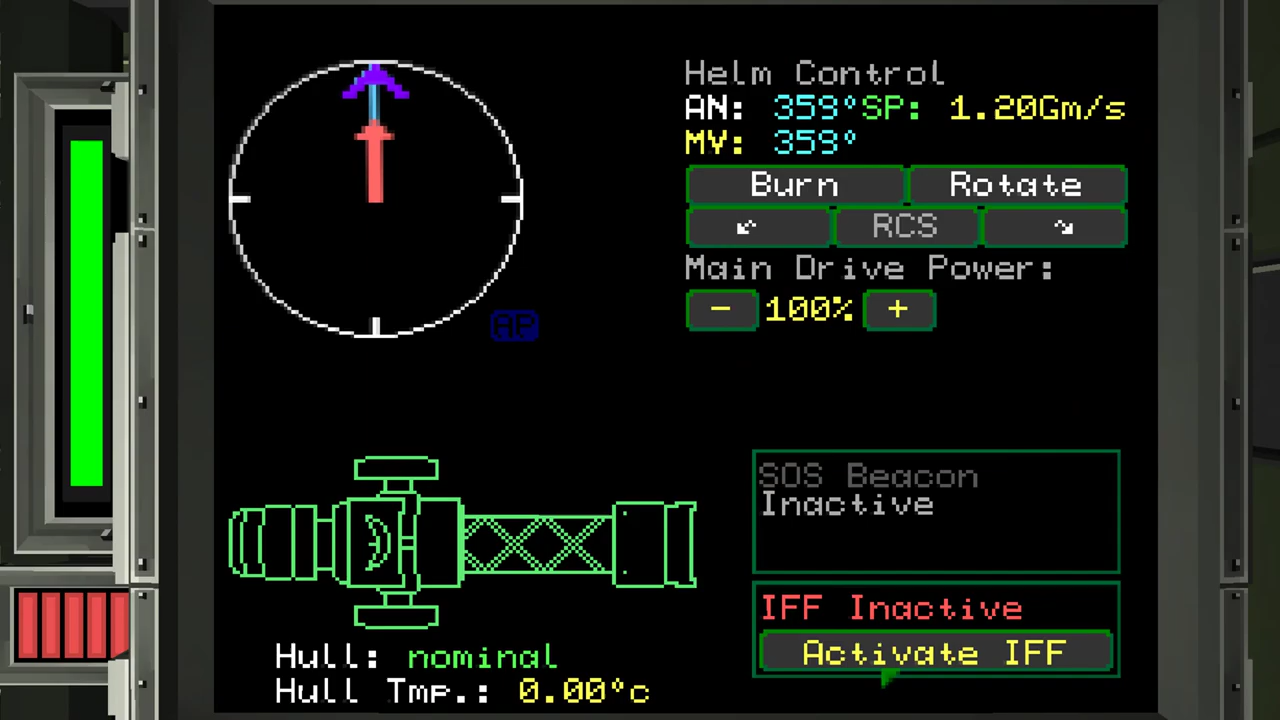 Helm Control
AN: 359° SP: 1.20Gm/s
MV: 359°
Burn Rotate
↙ RCS ↘
Main Drive Power:
- 100% +
AP
SOS Beacon
Inactive
IFF Inactive
Activate IFF
Hull: nominal
Hull Tmp.: 0.00°c